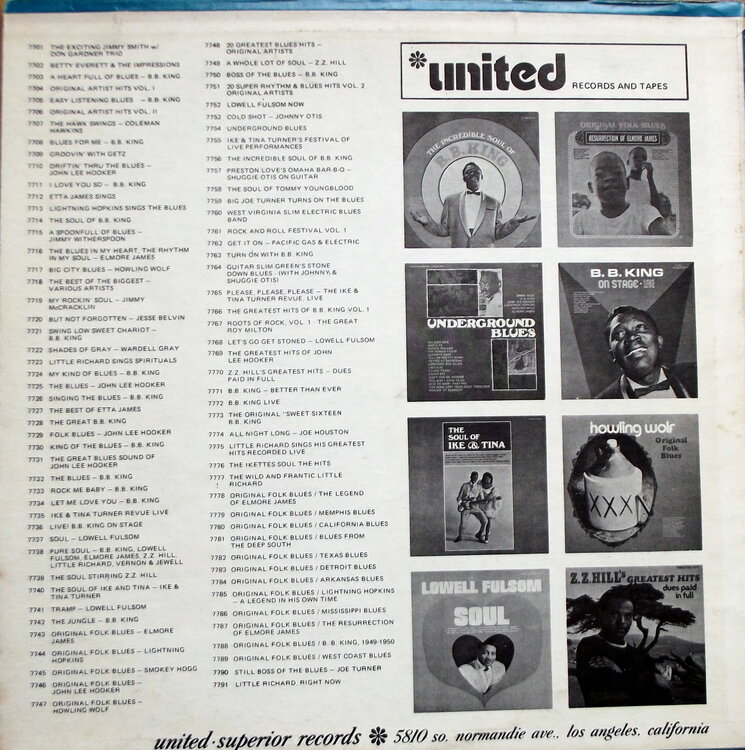 7701 THE EXCITING JIMMY SMITH w/
DON GARDNER TRIO
7702 BETTY EVERETT & THE IMPRESSIONS
7703 A HEART FULL OF BLUES – B.B. KING
7704 ORIGINAL ARTIST HITS VOL. I
7705 EASY LISTENING BLUES – B.B. KING
7706 ORIGINAL ARTIST HITS VOL. II
7707 THE HAWK SWINGS – COLEMAN
HAWKINS
7708 BLUES FOR ME – B.B. KING
7709 GROOVIN' WITH GETZ
7710 DRIFTIN' THRU THE BLUES –
JOHN LEE HOOKER
7711 I LOVE YOU SO – B.B. KING
7712 ETTA JAMES SINGS
7713 LIGHTNING HOPKINS SINGS THE BLUES
7714 THE SOUL OF B.B. KING
7715 A SPOONFULL OF BLUES –
JIMMY WITHERSPOON
7716 THE BLUES IN MY HEART, THE RHYTHM
IN MY SOUL – ELMORE JAMES
7717 BIG CITY BLUES – HOWLING WOLF
7718 THE BEST OF THE BIGGEST –
VARIOUS ARTISTS
7719 MY ROCKIN' SOUL – JIMMY
McCRACKLIN
7720 BUT NOT FORGOTTEN – JESSE BELVIN
7721 SWING LOW SWEET CHARIOT –
B.B. KING
7722 SHADES OF GRAY – WARDELL GRAY
7723 LITTLE RICHARD SINGS SPIRITUALS
7724 MY KIND OF BLUES – B.B. KING
7725 THE BLUES – JOHN LEE HOOKER
7726 SINGING THE BLUES – B.B. KING
7727 THE BEST OF ETTA JAMES
7728 THE GREAT B.B. KING
7729 FOLK BLUES – JOHN LEE HOOKER
7730 KING OF THE BLUES – B.B. KING
7731 THE GREAT BLUES SOUND OF
JOHN LEE HOOKER
7732 THE BLUES – B.B. KING
7733 ROCK ME BABY – B.B. KING
7734 LET ME LOVE YOU – B.B. KING
7735 IKE & TINA TURNER REVUE LIVE
7736 LIVE! B.B. KING ON STAGE
7737 SOUL – LOWELL FULSOM
7738 PURE SOUL – B.B. KING, LOWELL
FULSOM, ELMORE JAMES, Z.Z. HILL,
LITTLE RICHARD, VERNON & JEWELL
7739 THE SOUL STIRRING Z.Z. HILL
7740 THE SOUL OF IKE AND TINA – IKE &
TINA TURNER
7741 TRAMP – LOWELL FULSOM
7742 THE JUNGLE – B.B. KING
7743 ORIGINAL FOLK BLUES – ELMORE
JAMES
7744 ORIGINAL FOLK BLUES – LIGHTNING
HOPKINS
7745 ORIGINAL FOLK BLUES – SMOKEY HOGG
7746 ORIGINAL FOLK BLUES –
JOHN LEE HOOKER
7747 ORIGINAL FOLK BLUES –
HOWLING WOLF
7748 20 GREATEST BLUES HITS –
ORIGINAL ARTISTS
7749 A WHOLE LOT OF SOUL – Z.Z. HILL
7750 BOSS OF THE BLUES – B.B. KING
7751 20 SUPER RHYTHM & BLUES HITS VOL. 2
ORIGINAL ARTISTS
7752 LOWELL FULSOM NOW
7753 COLD SHOT – JOHNNY OTIS
7754 UNDERGROUND BLUES
7755 IKE & TINA TURNER'S FESTIVAL OF
LIVE PERFORMANCES
7756 THE INCREDIBLE SOUL OF B.B. KING
7757 PRESTON LOVE'S OMAHA BAR-B-Q –
SHUGGIE OTIS ON GUITAR
7758 THE SOUL OF TOMMY YOUNGBLOOD
7759 BIG JOE TURNER TURNS ON THE BLUES
7760 WEST VIRGINIA SLIM ELECTRIC BLUES
BAND
7761 ROCK AND ROLL FESTIVAL VOL. 1
7762 GET IT ON – PACIFIC GAS & ELECTRIC
7763 TURN ON WITH B.B. KING
7764 GUITAR SLIM GREEN'S STONE
DOWN BLUES - (WITH JOHNNY &
SHUGGIE OTIS)
7765 PLEASE, PLEASE, PLEASE – THE IKE &
TINA TURNER REVUE, LIVE
7766 THE GREATEST HITS OF B.B. KING VOL. 1
7767 ROOTS OF ROCK, VOL. 1 - THE GREAT
ROY MILTON
7768 LET'S GO GET STONED – LOWELL FULSOM
7769 THE GREATEST HITS OF JOHN
LEE HOOKER
7770 Z.Z. HILL'S GREATEST HITS – DUES
PAID IN FULL
7771 B.B. KING – BETTER THAN EVER
7772 B.B. KING LIVE
7773 THE ORIGINAL "SWEET SIXTEEN
B.B. KING
7774 ALL NIGHT LONG – JOE HOUSTON
7775 LITTLE RICHARD SINGS HIS GREATEST
HITS RECORDED LIVE
7776 THE IKETTES SOUL THE HITS
7777 THE WILD AND FRANTIC LITTLE
RICHARD
7778 ORIGINAL FOLK BLUES / THE LEGEND
OF ELMORE JAMES
7779 ORIGINAL FOLK BLUES / MEMPHIS BLUES
7780 ORIGINAL FOLK BLUES / CALIFORNIA BLUES
7781 ORIGINAL FOLK BLUES / BLUES FROM
THE DEEP SOUTH
7782 ORIGINAL FOLK BLUES / TEXAS BLUES
7783 ORIGINAL FOLK BLUES / DETROIT BLUES
7784 ORIGINAL FOLK BLUES / ARKANSAS BLUES
7785 ORIGINAL FOLK BLUES / LIGHTNING HOPKINS
– A LEGEND IN HIS OWN TIME
7786 ORIGINAL FOLK BLUES / MISSISSIPPI BLUES
7787 ORIGINAL FOLK BLUES / THE RESURRECTION
OF ELMORE JAMES
7788 ORIGINAL FOLK BLUES / B. B. KING, 1949-1950
7789 ORIGINAL FOLK BLUES / WEST COAST BLUES
7790 STILL BOSS OF THE BLUES – JOE TURNER
7791 LITTLE RICHARD, RIGHT NOW
*united RECORDS AND TAPES
THE INCREDIBLE SOUL OF
B.B. KING
ORIGINAL FOLK BLUES
RESURRECTION OF ELMORE JAMES
UNDERGROUND
BLUES
B. B. KING
ON STAGE - LIVE
THE
SOUL OF
IKE & TINA
howling wolf
Original
Folk
Blues
XXXN
LOWELL FULSOM
SOUL
Z.Z. HILL's GREATEST HITS
dues paid
in full
united-superior records * 5810 so. normandie ave., los angeles, california